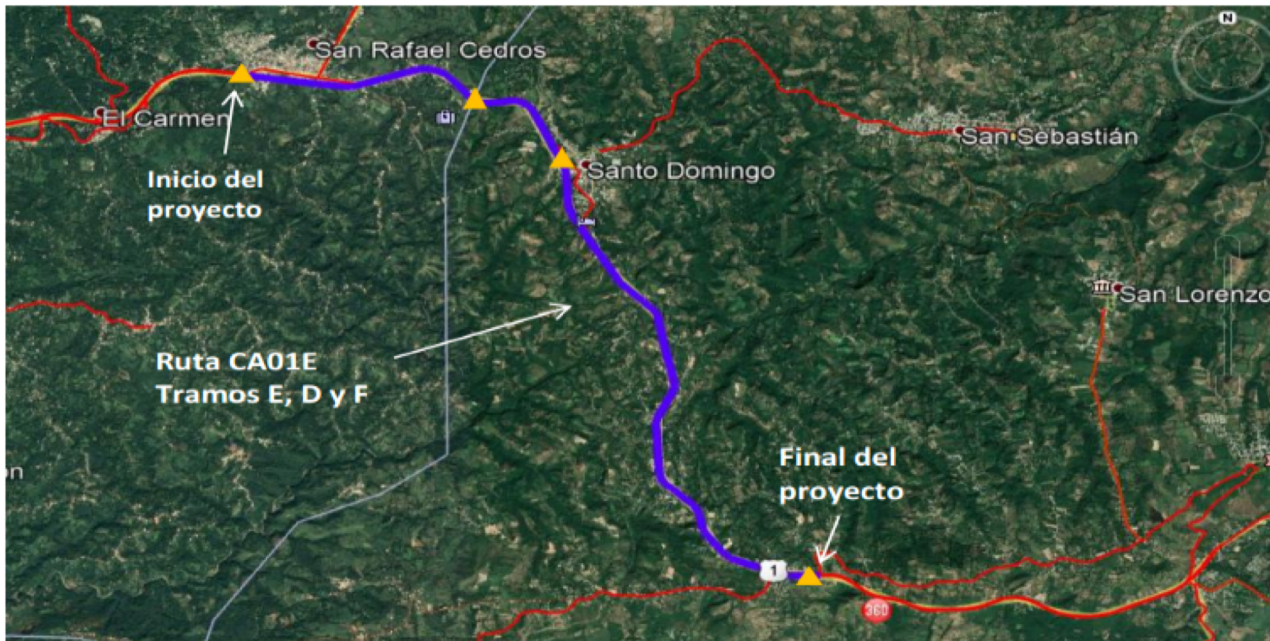 N
San Rafael Cedros
El Carmen
San Sebastián
Inicio del
proyecto
Santo Domingo
San Lorenzo
Ruta CA01E
Tramos E, D y F
Final del
proyecto
ón
1
360